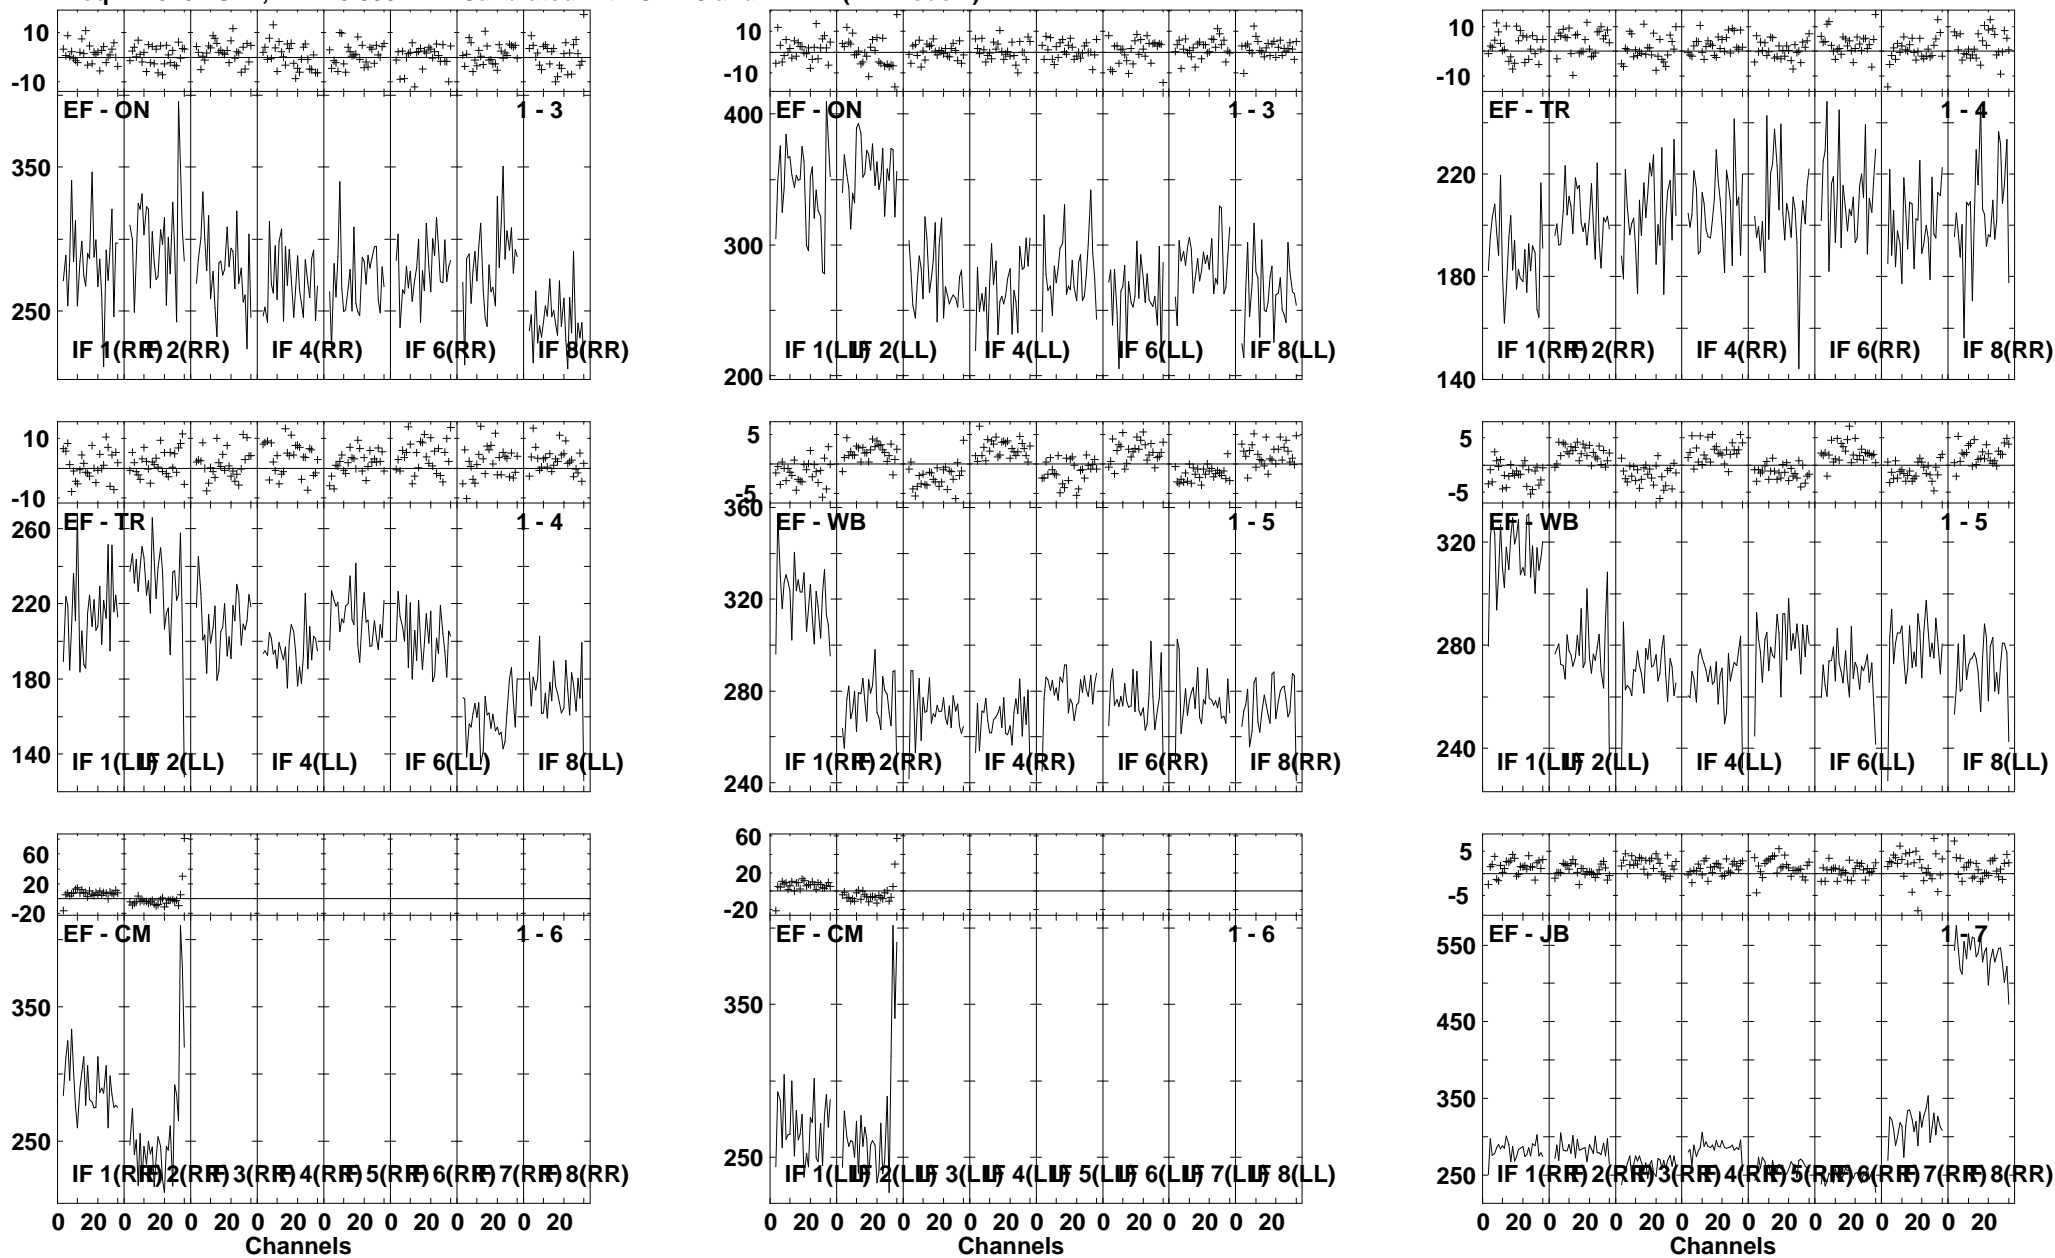 10
-10
EF - ON 1 - 3
350
250
IF 1(RR) IF 2(RR) IF 4(RR) IF 6(RR) IF 8(RR)
10
-10
EF - ON 1 - 3
400
300
200
IF 1(LL) IF 2(LL) IF 4(LL) IF 6(LL) IF 8(LL)
10
-10
EF - TR 1 - 4
220
180
140
IF 1(RR) IF 2(RR) IF 4(RR) IF 6(RR) IF 8(RR)
10
-10
EF - TR 1 - 4
260
220
180
140
IF 1(LL) IF 2(LL) IF 4(LL) IF 6(LL) IF 8(LL)
5
-5
360
EF - WB 1 - 5
320
280
240
IF 1(RR) IF 2(RR) IF 4(RR) IF 6(RR) IF 8(RR)
5
-5
EF - WB 1 - 5
320
280
240
IF 1(LL) IF 2(LL) IF 4(LL) IF 6(LL) IF 8(LL)
60
20
-20
EF - CM 1 - 6
350
250
IF 1(RR) IF 2(RR) IF 3(RR) IF 4(RR) IF 5(RR) IF 6(RR) IF 7(RR) IF 8(RR)
0 20 0 20 0 20 0 20 0 20 0 20 0 20 0 20
Channels
60
20
-20
EF - CM 1 - 6
350
250
IF 1(LL) IF 2(LL) IF 3(LL) IF 4(LL) IF 5(LL) IF 6(LL) IF 7(LL) IF 8(LL)
0 20 0 20 0 20 0 20 0 20 0 20 0 20 0 20
Channels
5
-5
EF - JB 1 - 7
550
450
350
250
IF 1(RR) IF 2(RR) IF 3(RR) IF 4(RR) IF 5(RR) IF 6(RR) IF 7(RR) IF 8(RR)
0 20 0 20 0 20 0 20 0 20 0 20 0 20 0 20
Channels